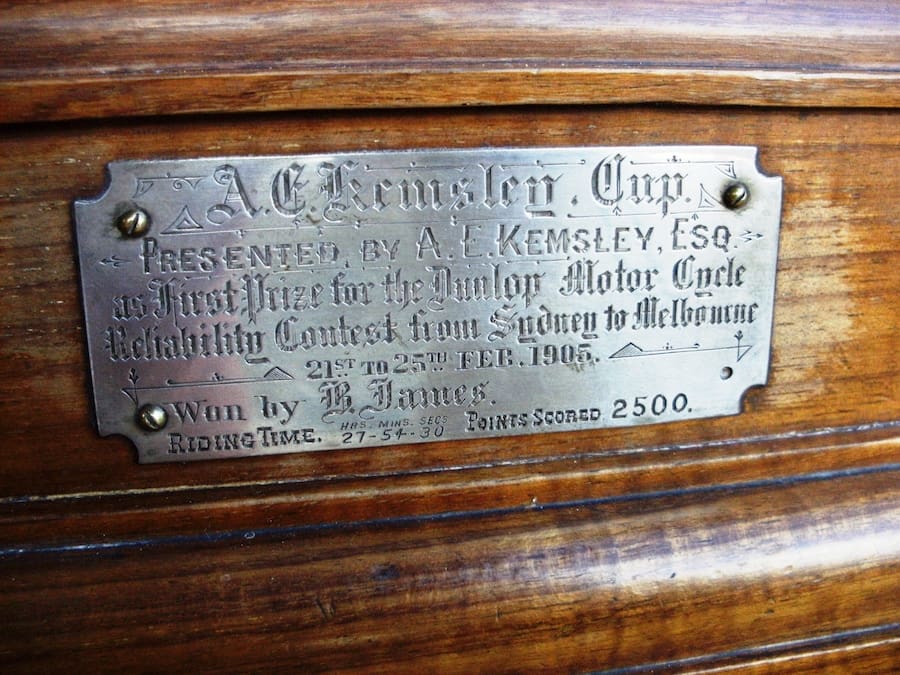 A.E Kemsley. Cup.
PRESENTED. BY A. E. KEMSLEY, ESQ.
as First Prize for the Dunlop Motor Cycle
Reliability Contest from Sydney to Melbourne
21ST TO 25TH FEB. 1905.
Won by B. James.
HRS. MINS. SECS
RIDING TIME. 27-54-30 POINTS SCORED 2500.